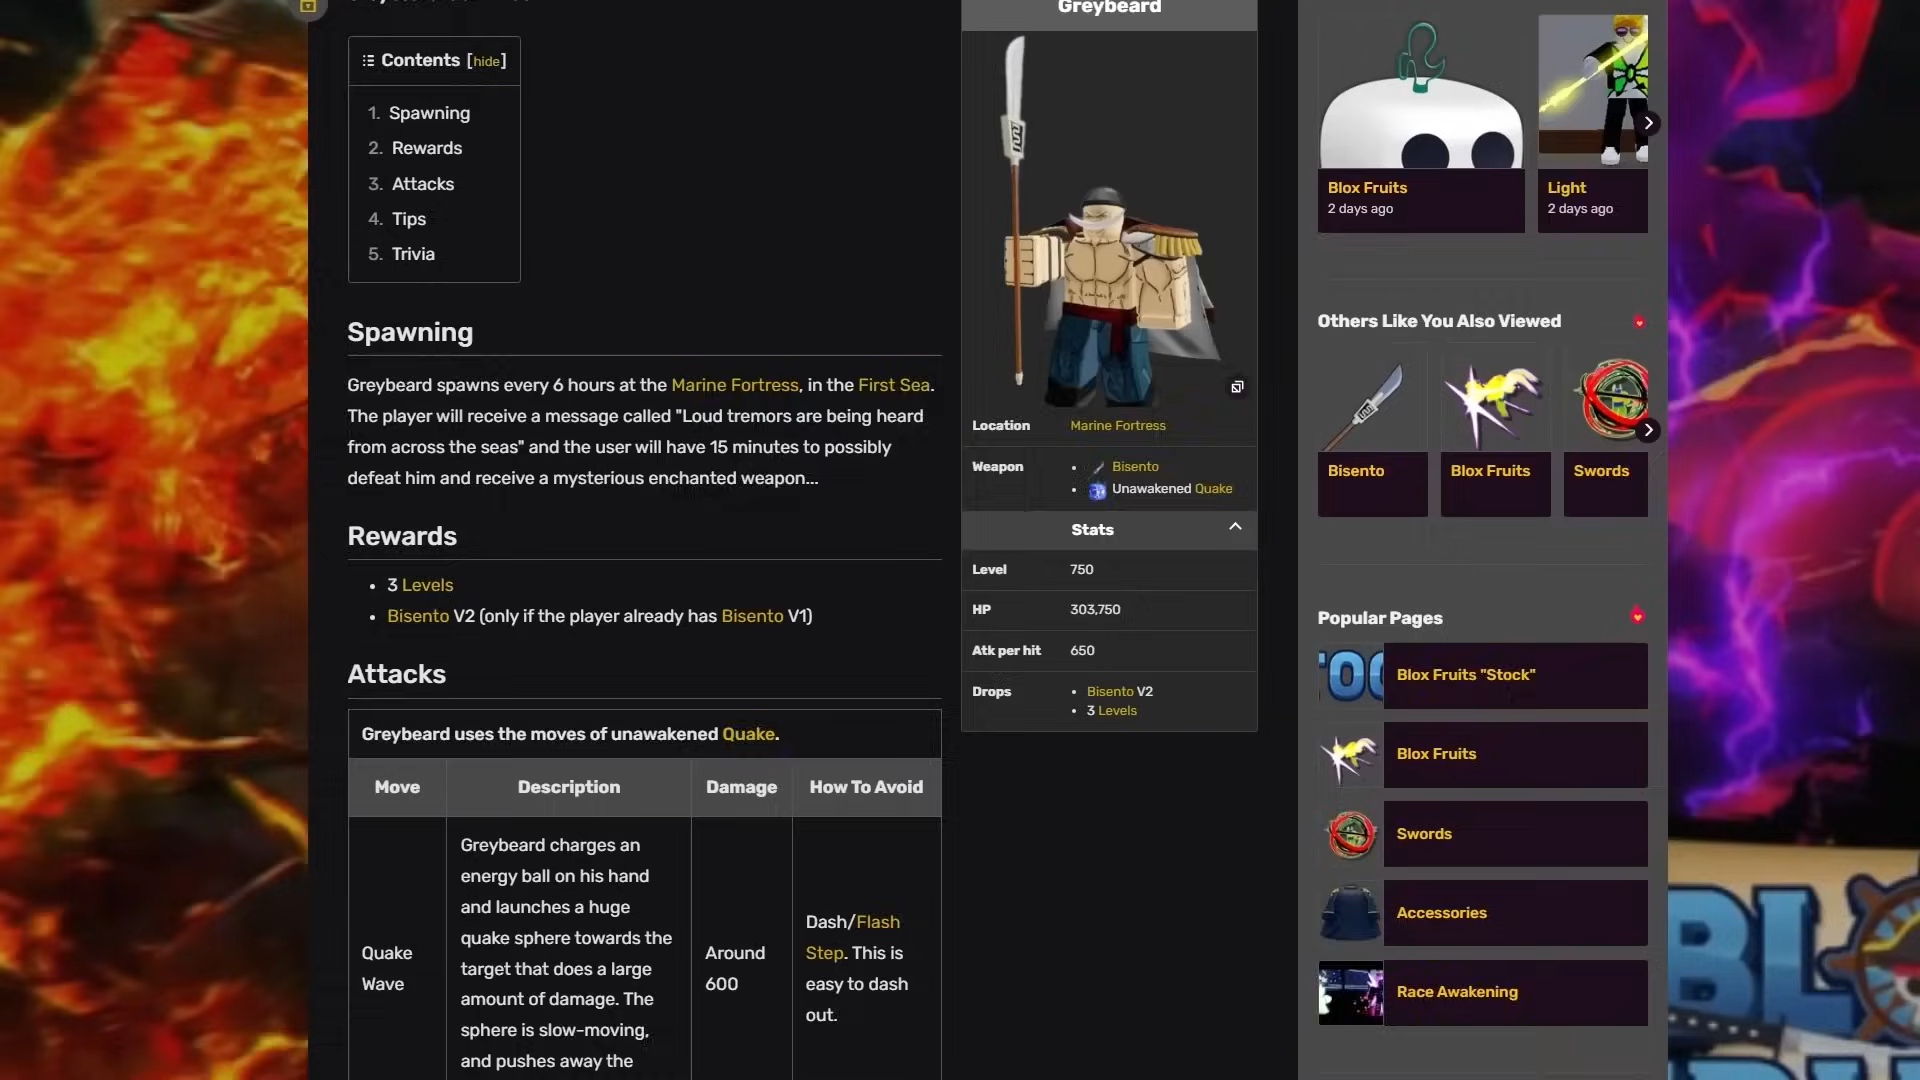 Greybeard
Contents [hide]
1. Spawning
2. Rewards
3. Attacks
4. Tips
5. Trivia
Spawning
Greybeard spawns every 6 hours at the Marine Fortress, in the First Sea.
The player will receive a message called "Loud tremors are being heard
from across the seas" and the user will have 15 minutes to possibly
defeat him and receive a mysterious enchanted weapon...
Rewards
• 3 Levels
• Bisento V2 (only if the player already has Bisento V1)
Attacks
Greybeard uses the moves of unawakened Quake.
Move Description Damage How To Avoid
Quake
Wave
Greybeard charges an
energy ball on his hand
and launches a huge
quake sphere towards the
target that does a large
amount of damage. The
sphere is slow-moving,
and pushes away the
Around
600
Dash/Flash
Step. This is
easy to dash
out.
Location Marine Fortress
Weapon
• Bisento
• Unawakened Quake
Stats
Level 750
HP 303,750
Atk per hit 650
Drops
• Bisento V2
• 3 Levels
Blox Fruits
2 days ago
Light
2 days ago
Others Like You Also Viewed
Bisento
Blox Fruits
Swords
Popular Pages
Blox Fruits "Stock"
Blox Fruits
Swords
Accessories
Race Awakening
BL